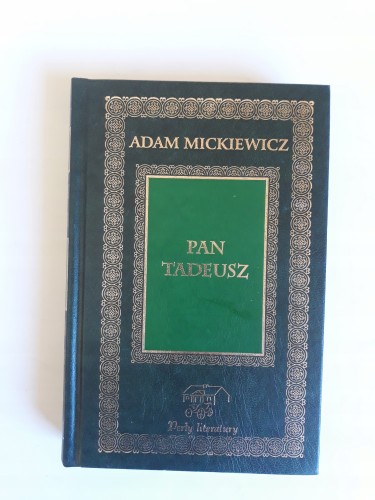 ADAM MICKIEWICZ
PAN
TADEUSZ
Perły literatury